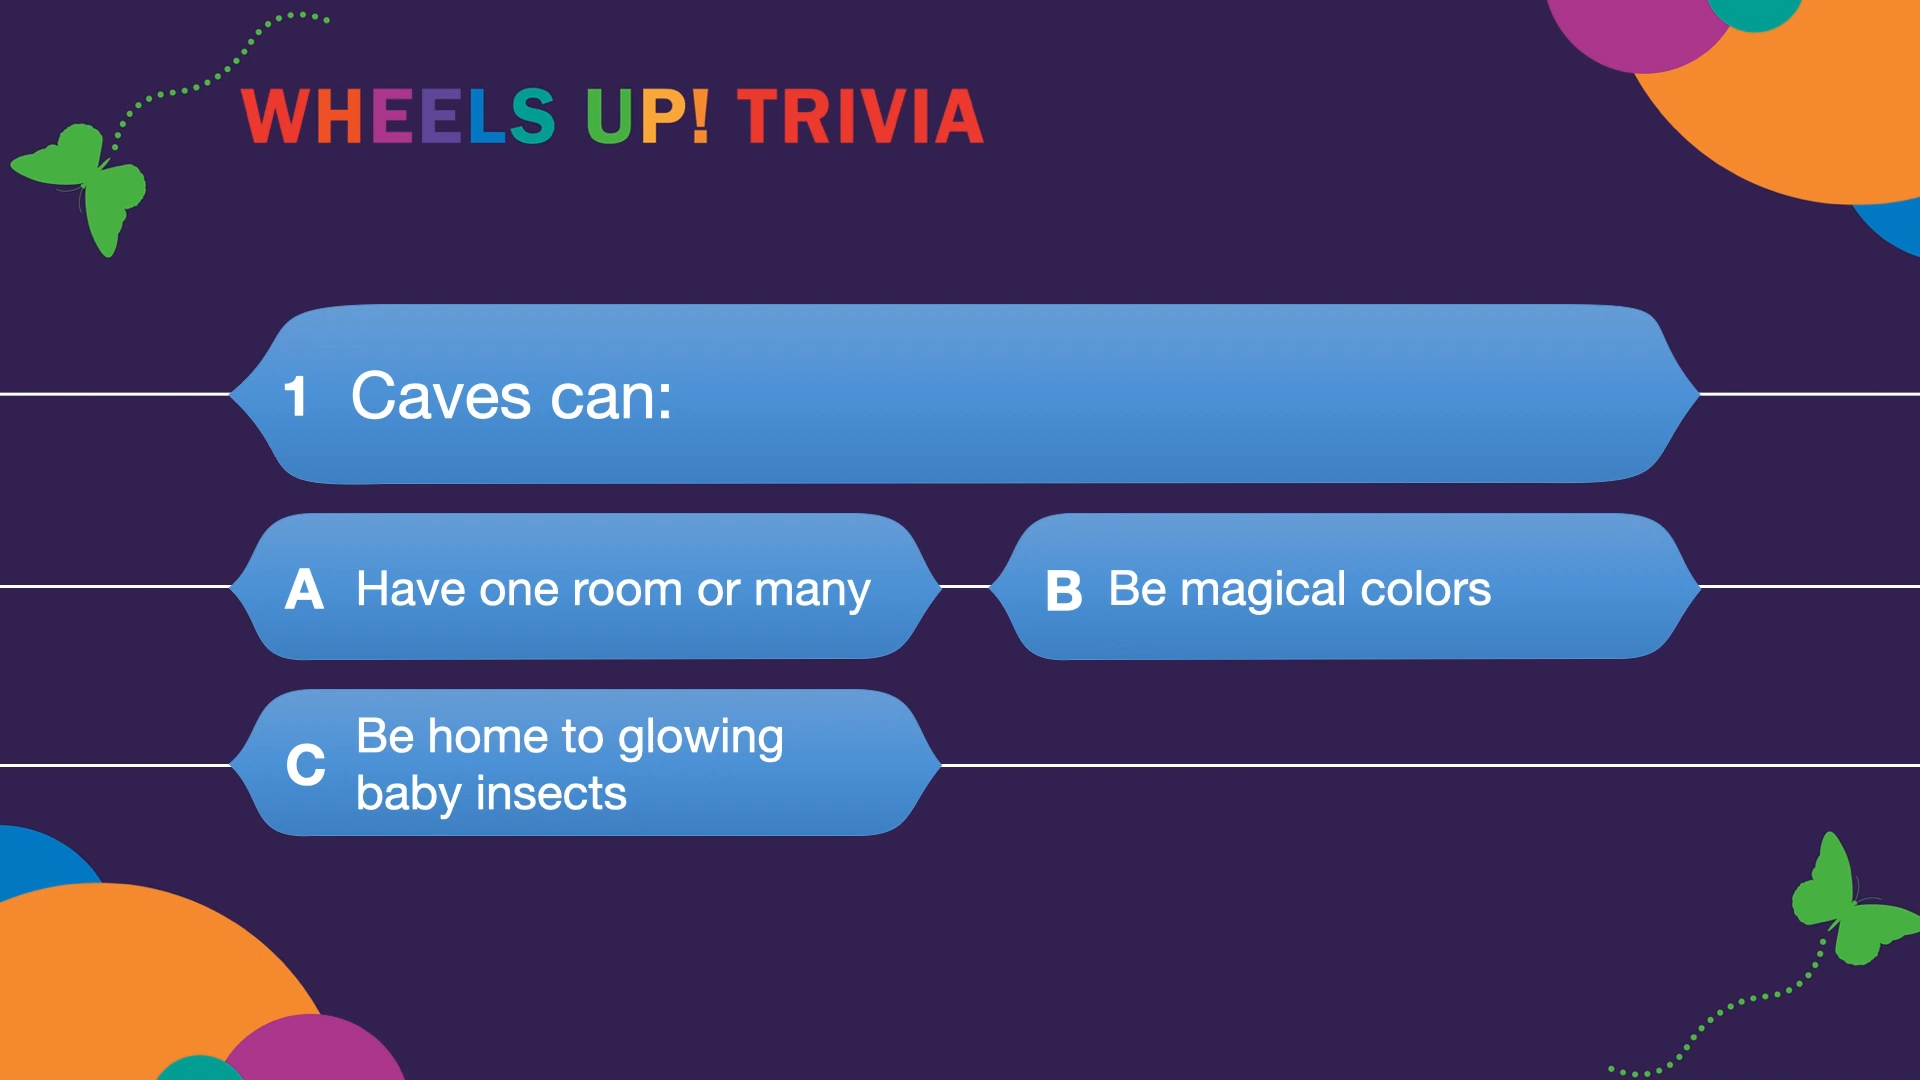 WHEELS UP! TRIVIA
1 Caves can:
A Have one room or many
B Be magical colors
C Be home to glowing
baby insects